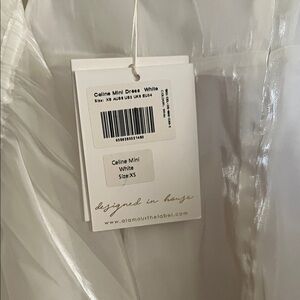 Celine Mini Dress White
Size: XS AU6 US2 UK6 EU34
Celine Mini
White
Size:XS
designed in house
www.alamourthelabel.com